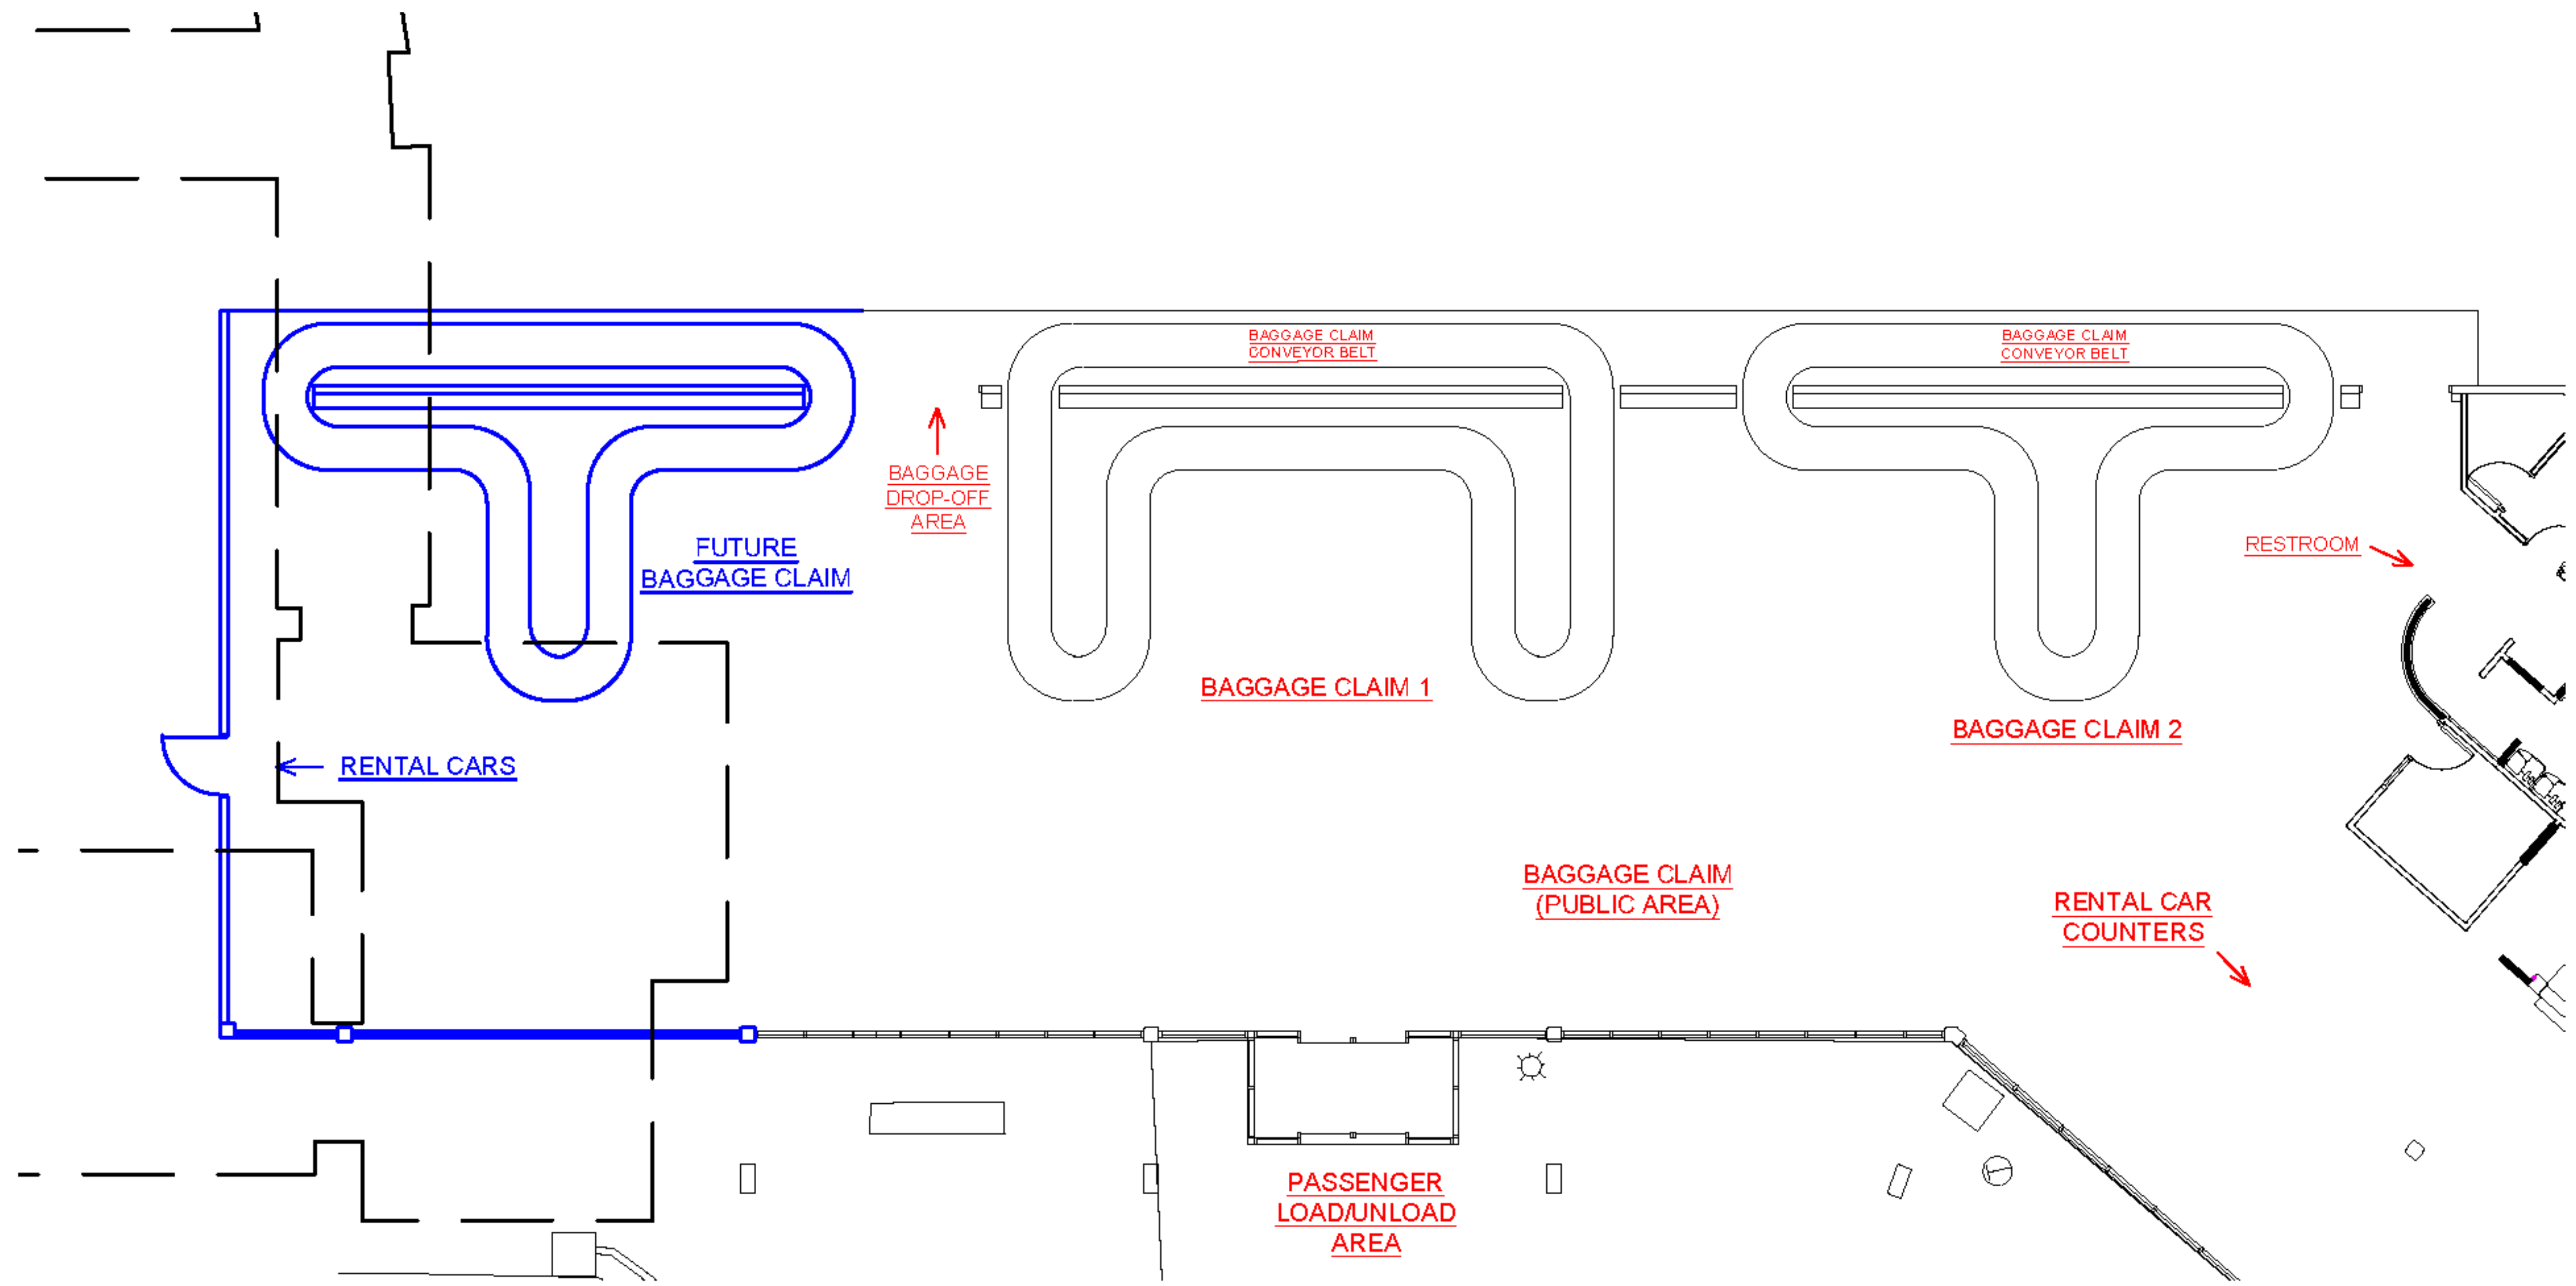 BAGGAGE CLAIM
CONVEYOR BELT
BAGGAGE CLAIM
CONVEYOR BELT
BAGGAGE
DROP-OFF
AREA
FUTURE
BAGGAGE CLAIM
RESTROOM
BAGGAGE CLAIM 1
BAGGAGE CLAIM 2
RENTAL CARS
BAGGAGE CLAIM
(PUBLIC AREA)
RENTAL CAR
COUNTERS
PASSENGER
LOAD/UNLOAD
AREA